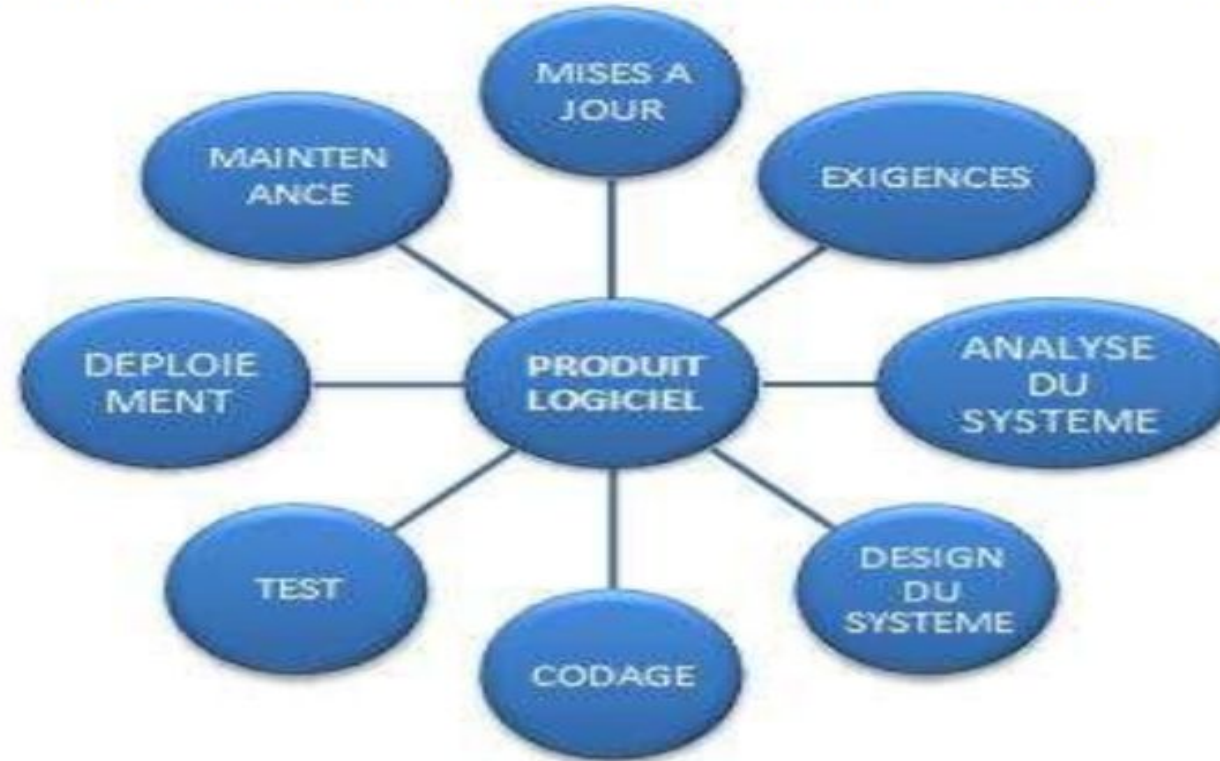 MISES A
JOUR
EXIGENCES
ANALYSE
DU
SYSTEME
DESIGN
DU
SYSTEME
CODAGE
TEST
DEPLOIE
MENT
MAINTEN
ANCE
PRODUIT
LOGICIEL